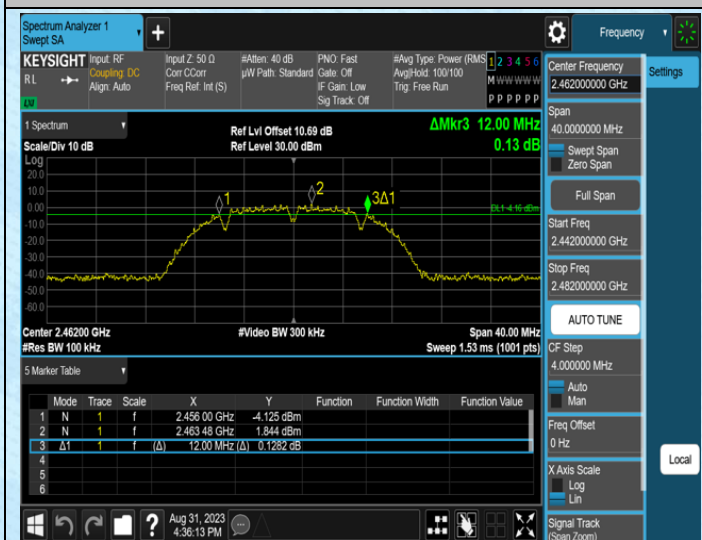 Spectrum Analyzer 1
Swept SA
+
Frequency
KEYSIGHT Input: RF Input Z: 50 Ω #Atten: 40 dB PNO: Fast #Avg Type: Power (RMS 1 2 3 4 5 6
RL Coupling: DC Corr CCorr µW Path: Standard Gate: Off Avg|Hold: 100/100 M W W W W W
Align: Auto Freq Ref: Int (S) IF Gain: Low Trig: Free Run
Sig Track: Off P P P P P P
LXI
Center Frequency
2.462000000 GHz
Settings
1 Spectrum
Ref Lvl Offset 10.69 dB ΔMkr3 12.00 MHz
Scale/Div 10 dB Ref Level 30.00 dBm 0.13 dB
Log
20.0
10.0
0.00
-10.0
-20.0
-30.0
-40.0
-50.0
-60.0
1
2
3Δ1
DL1 -4.16 dBm
Center 2.46200 GHz #Video BW 300 kHz Span 40.00 MHz
#Res BW 100 kHz Sweep 1.53 ms (1001 pts)
Span
40.0000000 MHz
Swept Span
Zero Span
Full Span
Start Freq
2.442000000 GHz
Stop Freq
2.482000000 GHz
AUTO TUNE
CF Step
4.000000 MHz
Auto
Man
Freq Offset
0 Hz
X Axis Scale
Log
Lin
Signal Track
(Span Zoom)
Local
5 Marker Table
Mode Trace Scale X Y Function Function Width Function Value
1 N 1 f 2.456 00 GHz -4.125 dBm
2 N 1 f 2.463 48 GHz 1.844 dBm
3 Δ1 1 f (Δ) 12.00 MHz (Δ) 0.1282 dB
4
5
6
? Aug 31, 2023
4:36:13 PM